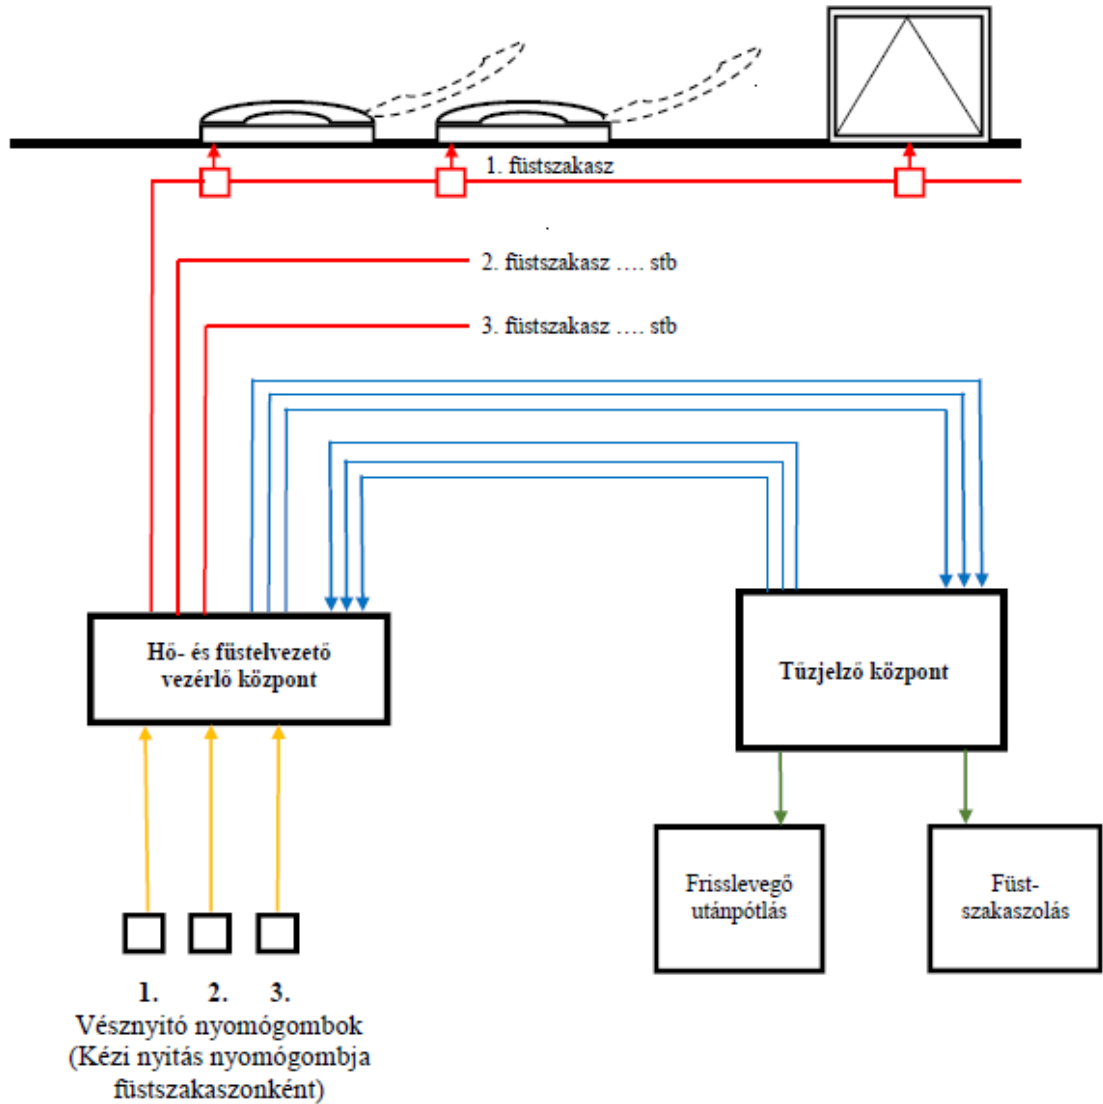 1. füstszakasz
2. füstszakasz …. stb
3. füstszakasz …. stb
Hő- és füstelvezető
vezérlő központ
Tűzjelző központ
Frisslevegő
utánpótlás
Füst-
szakaszolás
1. 2. 3.
Vésznyitó nyomógombok
(Kézi nyitás nyomógombja
füstszakaszonként)